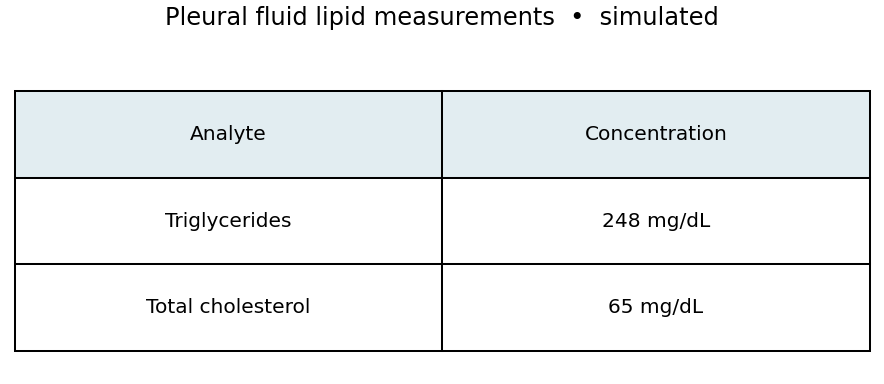 Pleural fluid lipid measurements • simulated
Analyte Concentration
Triglycerides 248 mg/dL
Total cholesterol 65 mg/dL